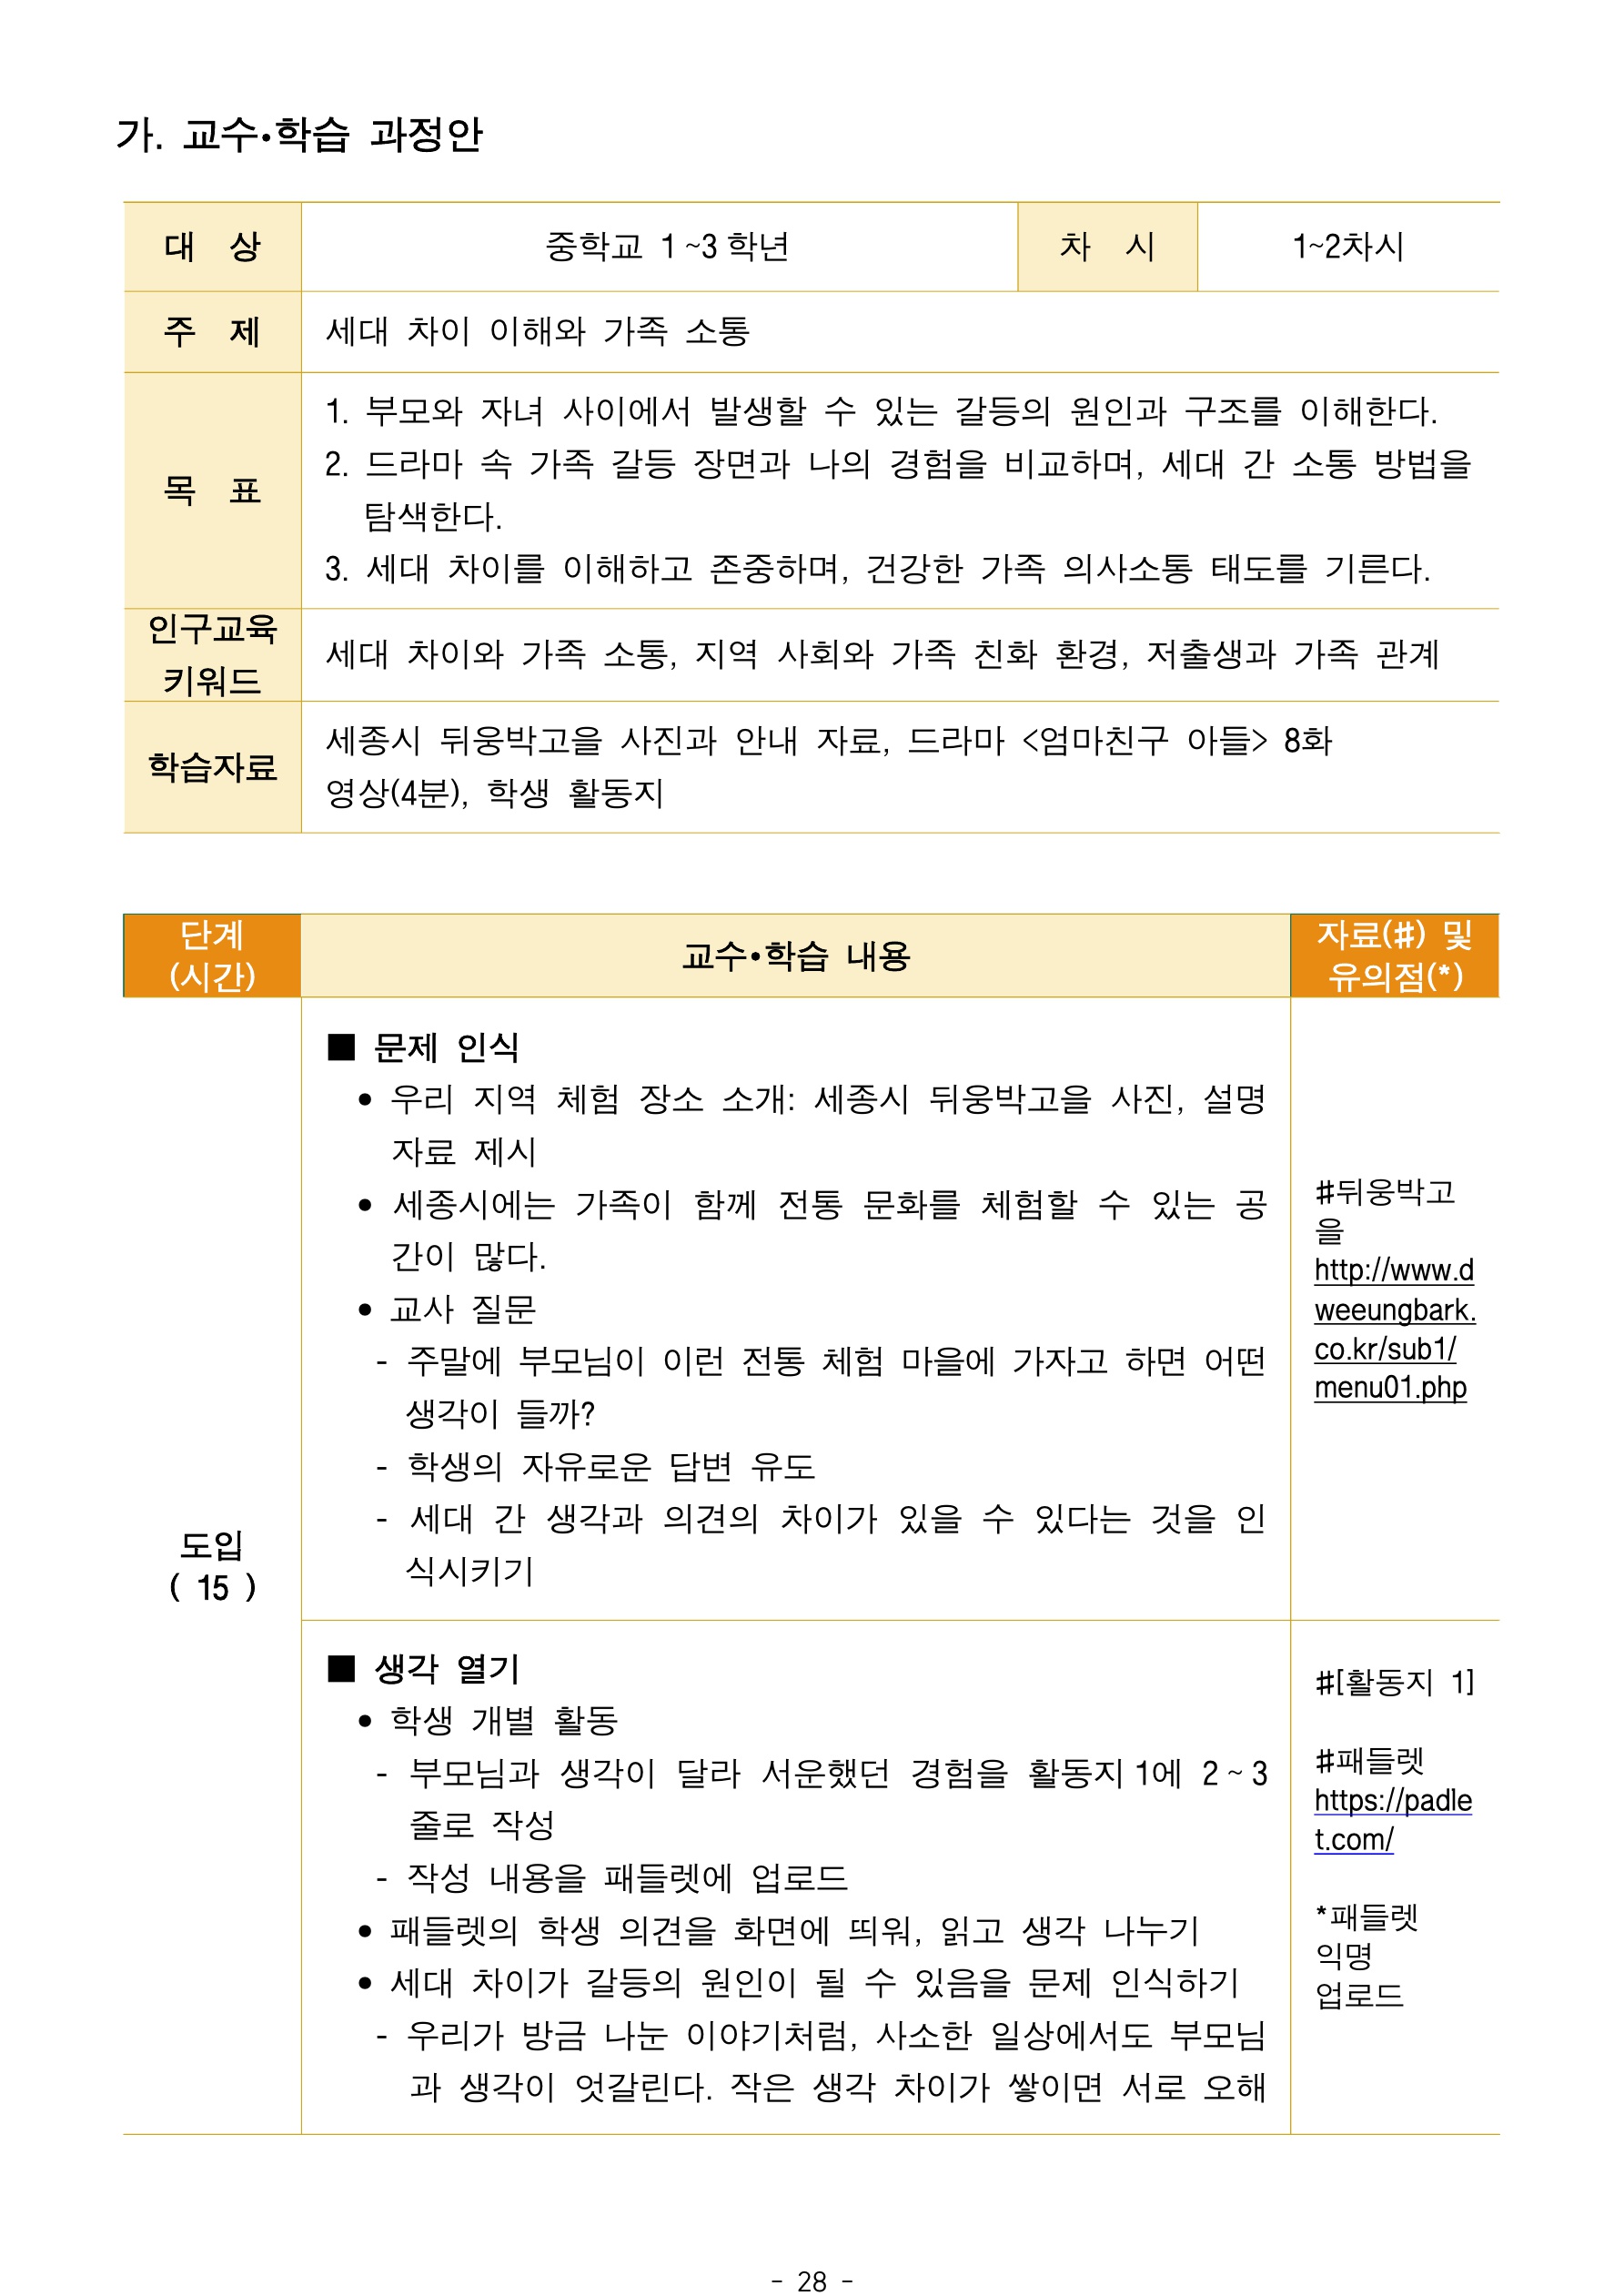 가. 교수•학습 과정안
대 상
중학교 1~3학년
차 시
1~2차시
주 제
세대 차이 이해와 가족 소통
목 표
1. 부모와 자녀 사이에서 발생할 수 있는 갈등의 원인과 구조를 이해한다.
2. 드라마 속 가족 갈등 장면과 나의 경험을 비교하며, 세대 간 소통 방법을
탐색한다.
3. 세대 차이를 이해하고 존중하며, 건강한 가족 의사소통 태도를 기른다.
인구교육
키워드
세대 차이와 가족 소통, 지역 사회와 가족 친화 환경, 저출생과 가족 관계
학습자료
세종시 뒤웅박고을 사진과 안내 자료, 드라마 <엄마친구 아들> 8화
영상(4분), 학생 활동지
단계
(시간)
교수•학습 내용
자료(#) 및
유의점(*)
도입
( 15 )
■ 문제 인식
• 우리 지역 체험 장소 소개: 세종시 뒤웅박고을 사진, 설명
자료 제시
• 세종시에는 가족이 함께 전통 문화를 체험할 수 있는 공
간이 많다.
• 교사 질문
- 주말에 부모님이 이런 전통 체험 마을에 가자고 하면 어떤
생각이 들까?
- 학생의 자유로운 답변 유도
- 세대 간 생각과 의견의 차이가 있을 수 있다는 것을 인
식시키기
#뒤웅박고
을
http://www.d
weeungbark.
co.kr/sub1/
menu01.php
■ 생각 열기
• 학생 개별 활동
- 부모님과 생각이 달라 서운했던 경험을 활동지1에 2~3
줄로 작성
- 작성 내용을 패들렛에 업로드
• 패들렛의 학생 의견을 화면에 띄워, 읽고 생각 나누기
• 세대 차이가 갈등의 원인이 될 수 있음을 문제 인식하기
- 우리가 방금 나눈 이야기처럼, 사소한 일상에서도 부모님
과 생각이 엇갈린다. 작은 생각 차이가 쌓이면 서로 오해
#[활동지 1]
#패들렛
https://padle
t.com/
*패들렛
익명
업로드
- 28 -